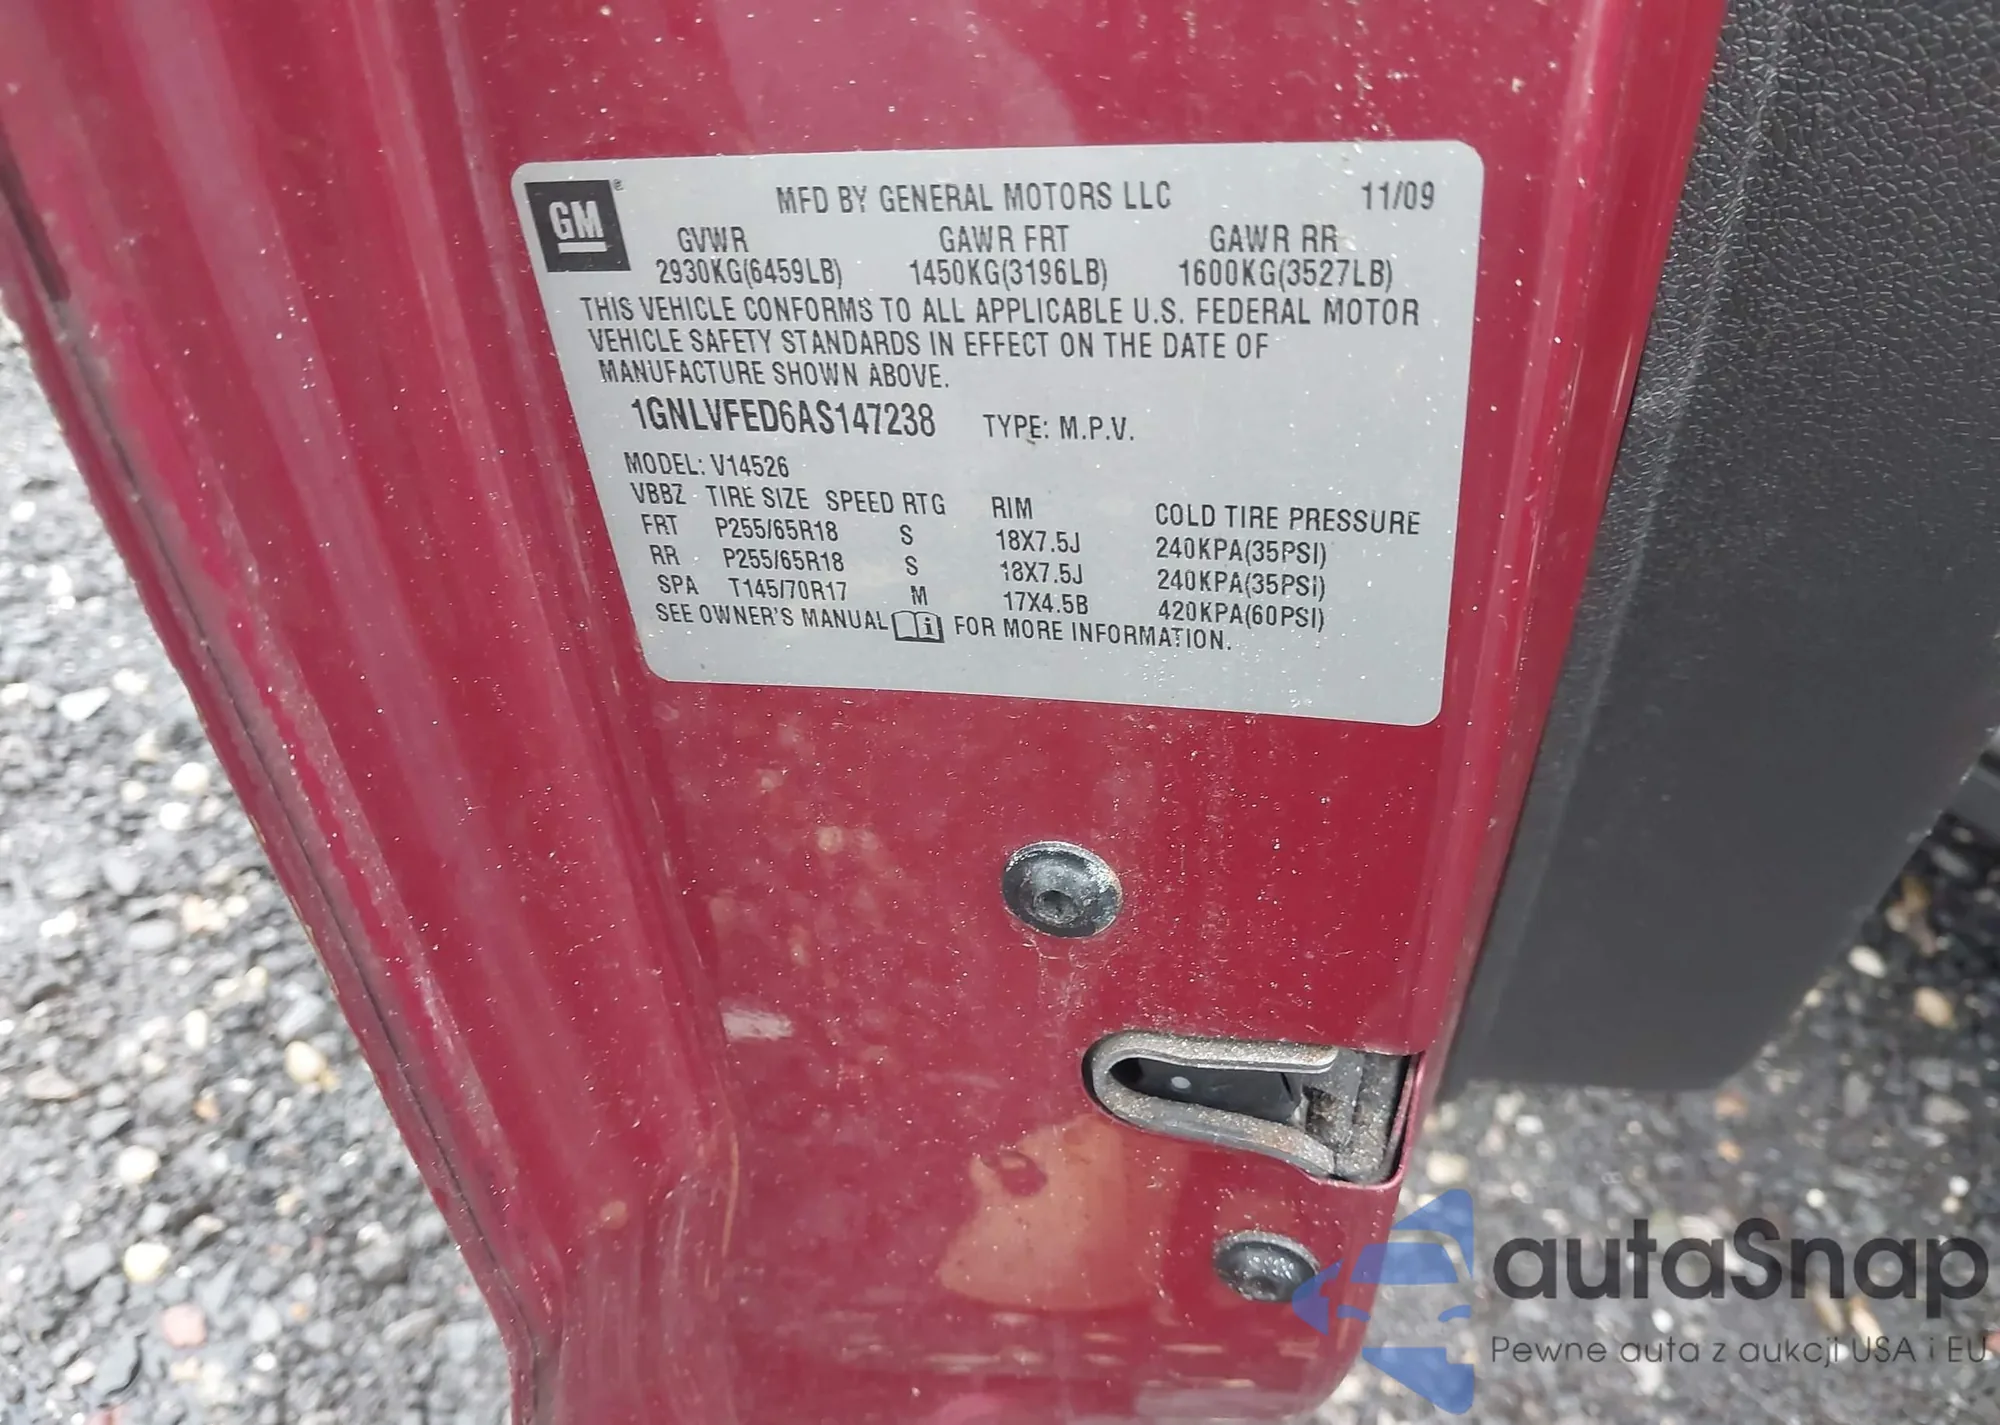 GM
MFD BY GENERAL MOTORS LLC 11/09
GVWR GAWR FRT GAWR RR
2930KG(6459LB) 1450KG(3196LB) 1600KG(3527LB)
THIS VEHICLE CONFORMS TO ALL APPLICABLE U.S. FEDERAL MOTOR
VEHICLE SAFETY STANDARDS IN EFFECT ON THE DATE OF
MANUFACTURE SHOWN ABOVE.
1GNLVFED6AS147238 TYPE: M.P.V.
MODEL: V14526
VBBZ TIRE SIZE SPEED RTG RIM COLD TIRE PRESSURE
FRT P255/65R18 S 18X7.5J 240KPA(35PSI)
RR P255/65R18 S 18X7.5J 240KPA(35PSI)
SPA T145/70R17 M 17X4.5B 420KPA(60PSI)
SEE OWNER'S MANUAL i FOR MORE INFORMATION.
autaSnap
Pewne auta z aukcji USA i EU